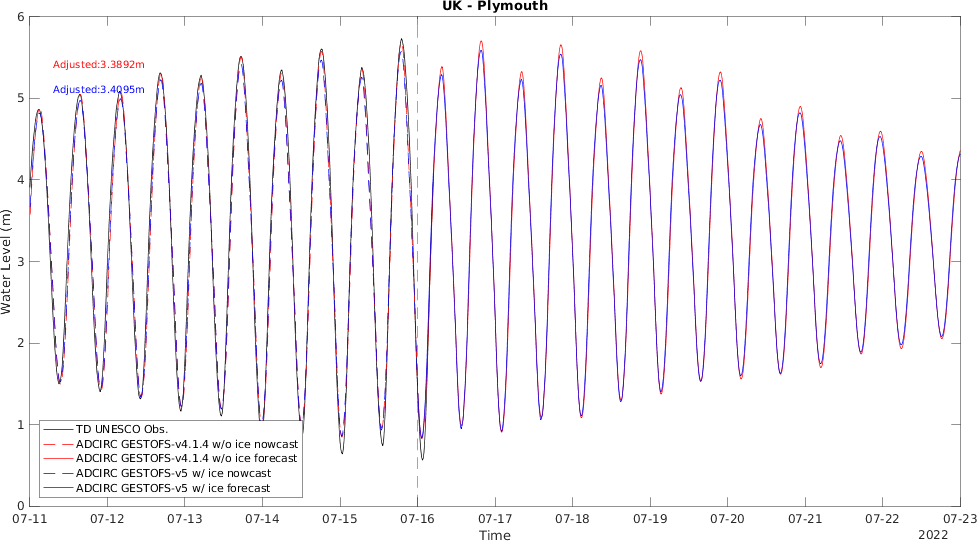 UK - Plymouth
6
Adjusted:3.3892m
Adjusted:3.4095m
5
4
3
2
1
0
Water Level (m)
TD UNESCO Obs.
ADCIRC GESTOFS-v4.1.4 w/o ice nowcast
ADCIRC GESTOFS-v4.1.4 w/o ice forecast
ADCIRC GESTOFS-v5 w/ ice nowcast
ADCIRC GESTOFS-v5 w/ ice forecast
07-11 07-12 07-13 07-14 07-15 07-16 07-17 07-18 07-19 07-20 07-21 07-22 07-23
Time
2022